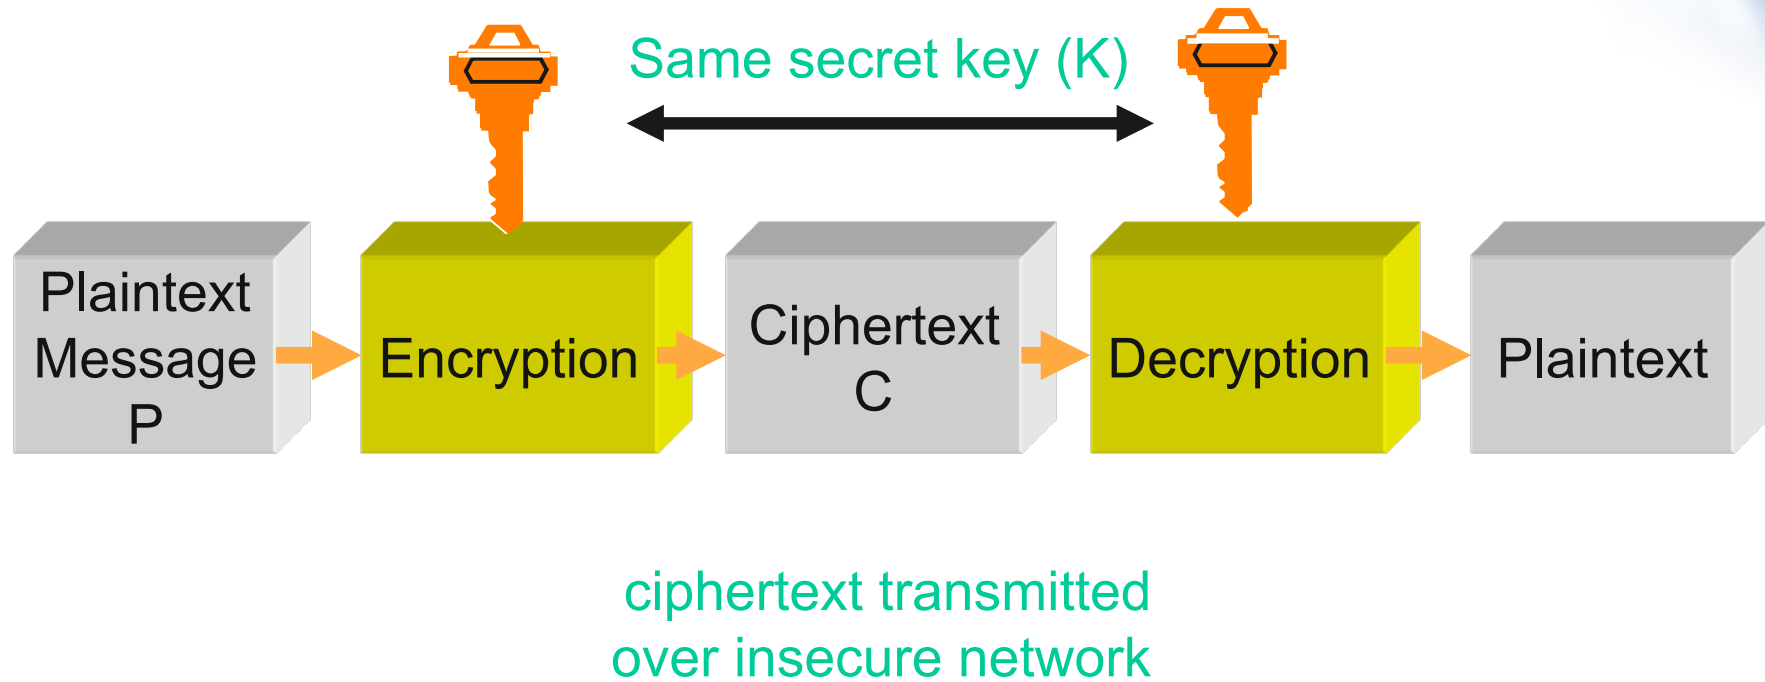 Same secret key (K)
Plaintext
Message
P
Encryption
Ciphertext
C
Decryption
Plaintext
ciphertext transmitted
over insecure network